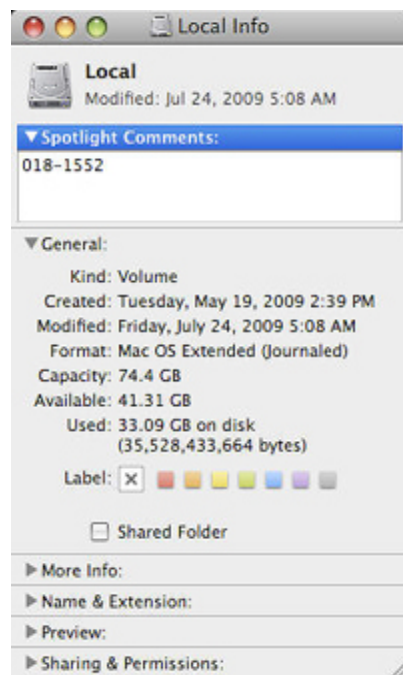 Local Info
Local
Modified: Jul 24, 2009 5:08 AM
Spotlight Comments:
018-1552
General:
Kind: Volume
Created: Tuesday, May 19, 2009 2:39 PM
Modified: Friday, July 24, 2009 5:08 AM
Format: Mac OS Extended (Journaled)
Capacity: 74.4 GB
Available: 41.31 GB
Used: 33.09 GB on disk
(35,528,433,664 bytes)
Label:
Shared Folder
More Info:
Name & Extension:
Preview:
Sharing & Permissions: